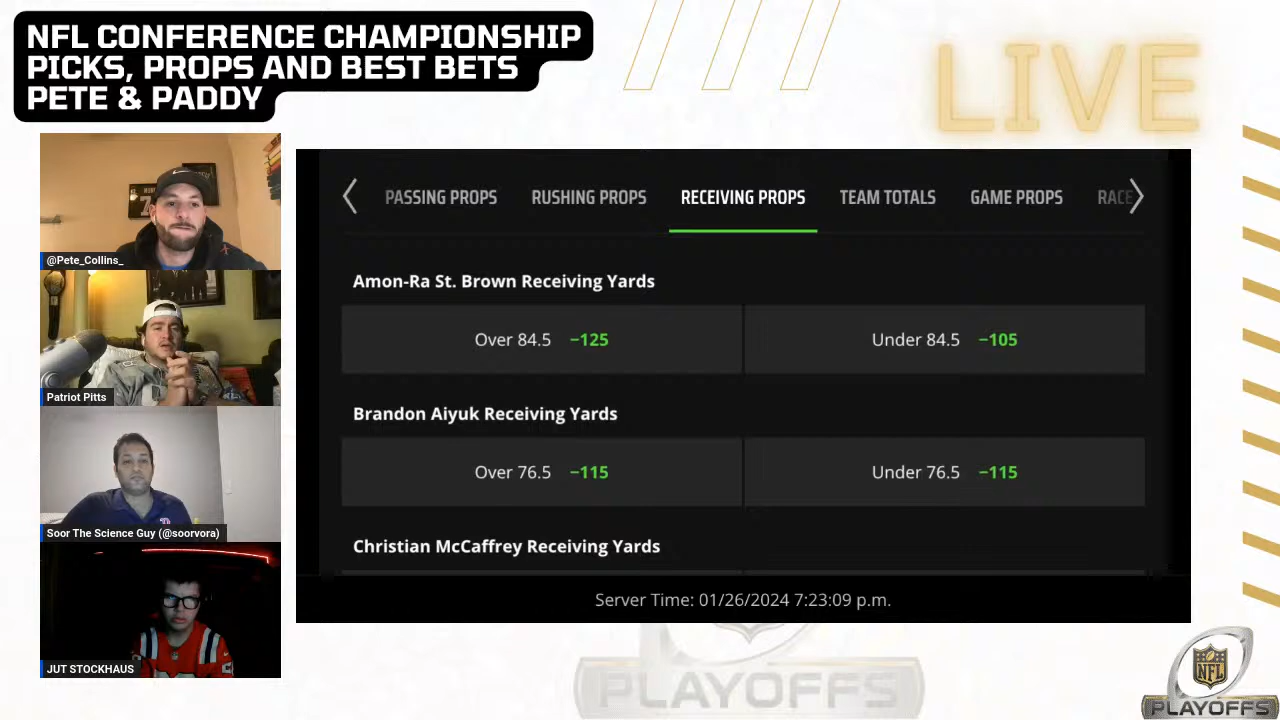 NFL CONFERENCE CHAMPIONSHIP
PICKS, PROPS AND BEST BETS
PETE & PADDY
LIVE
@Pete_Collins_
Patriot Pitts
Soor The Science Guy (@soorvora)
JUT STOCKHAUS
PASSING PROPS RUSHING PROPS RECEIVING PROPS TEAM TOTALS GAME PROPS RACE
Amon-Ra St. Brown Receiving Yards
Over 84.5 −125 Under 84.5 −105
Brandon Aiyuk Receiving Yards
Over 76.5 −115 Under 76.5 −115
Christian McCaffrey Receiving Yards
Server Time: 01/26/2024 7:23:09 p.m.
PLAYOFFS
NFL
PLAYOFFS